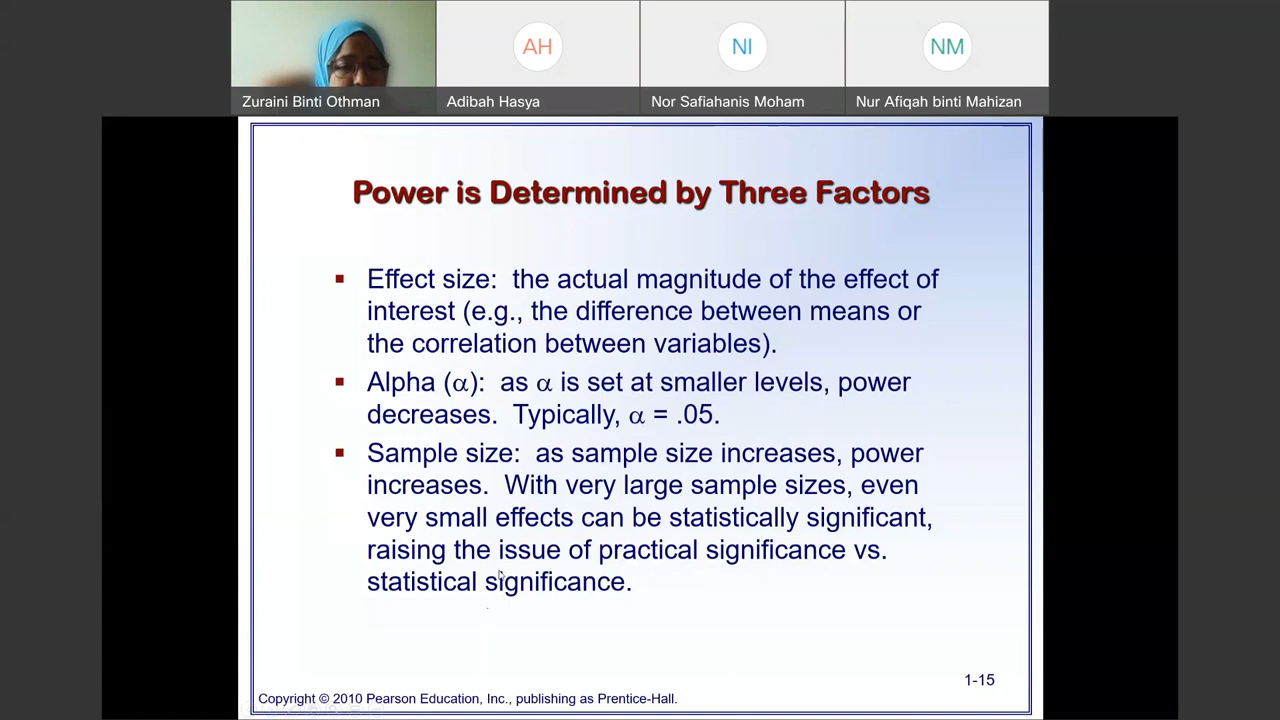 AH
NI
NM
Zuraini Binti Othman
Adibah Hasya
Nor Safiahanis Moham
Nur Afiqah binti Mahizan
Power is Determined by Three Factors
Effect size: the actual magnitude of the effect of
interest (e.g., the difference between means or
the correlation between variables).
Alpha (α): as α is set at smaller levels, power
decreases. Typically, α = .05.
Sample size: as sample size increases, power
increases. With very large sample sizes, even
very small effects can be statistically significant,
raising the issue of practical significance vs.
statistical significance.
1-15
Copyright © 2010 Pearson Education, Inc., publishing as Prentice-Hall.